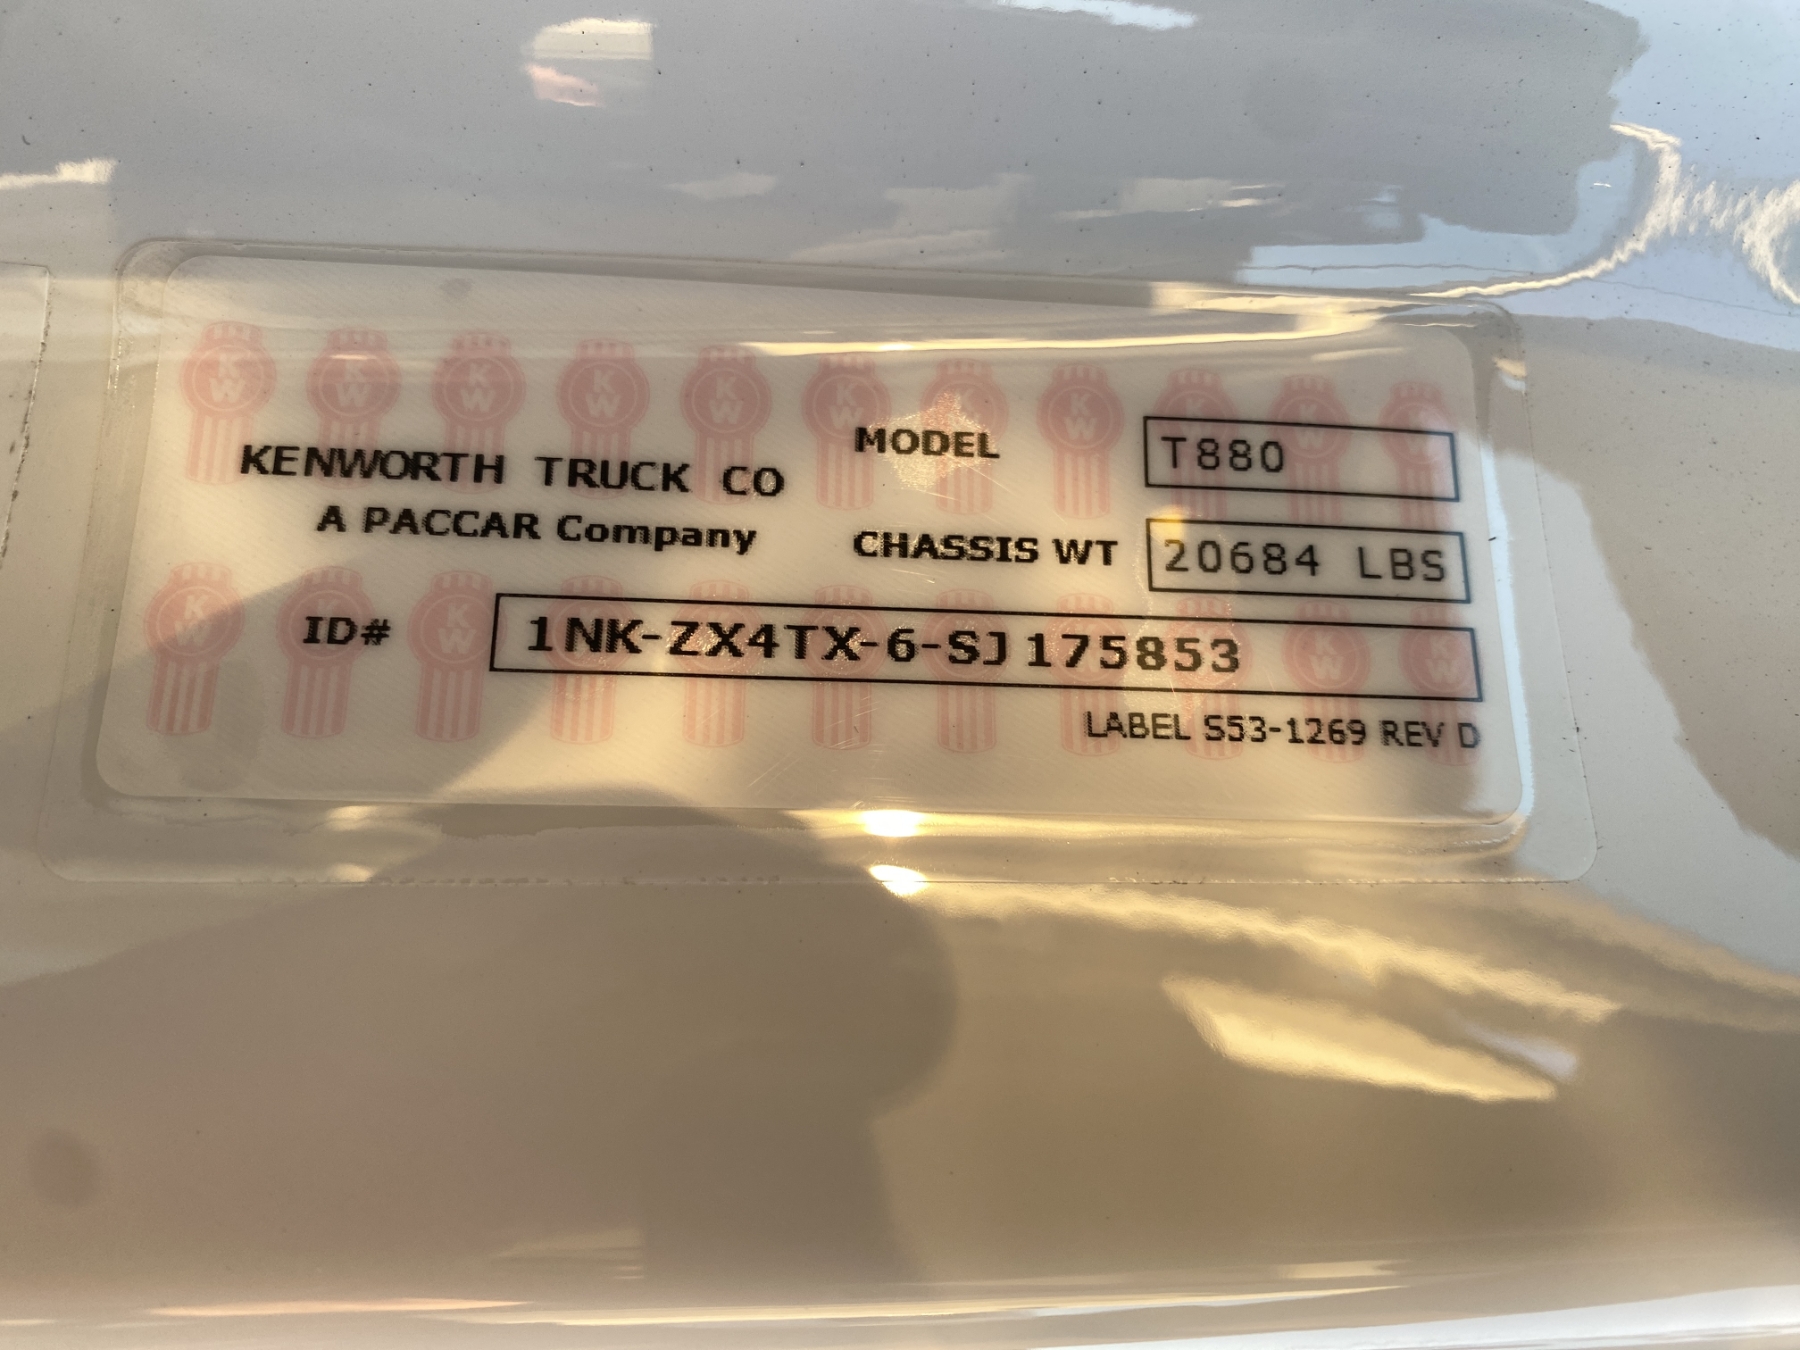 KENWORTH TRUCK CO
A PACCAR Company
MODEL T880
CHASSIS WT 20684 LBS
ID# 1NK-ZX4TX-6-SJ175853
LABEL S53-1269 REV D